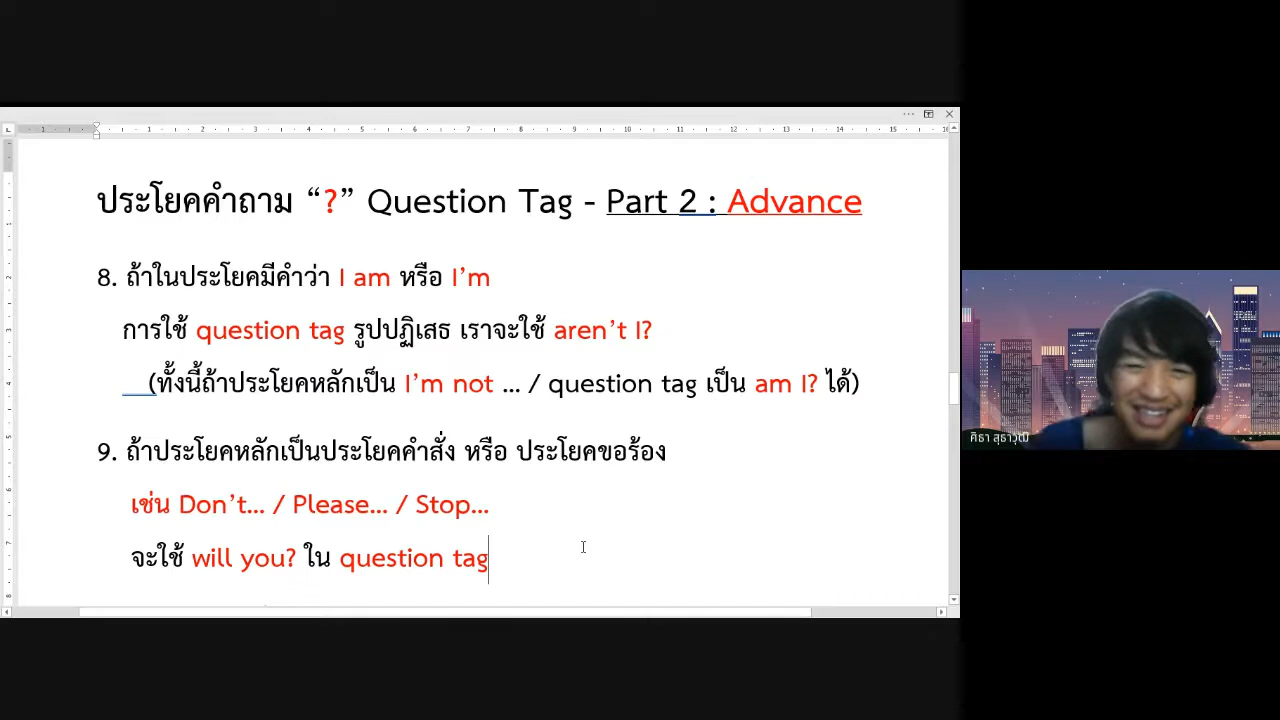 ประโยคคำถาม “?” Question Tag - Part 2 : Advance
8. ถ้าในประโยคมีคำว่า I am หรือ I’m
การใช้ question tag รูปปฏิเสธ เราจะใช้ aren’t I?
(ทั้งนี้ถ้าประโยคหลักเป็น I’m not ... / question tag เป็น am I? ได้)
9. ถ้าประโยคหลักเป็นประโยคคำสั่ง หรือ ประโยคขอร้อง
เช่น Don’t... / Please... / Stop...
จะใช้ will you? ใน question tag
ศิธา สุธาวุฒิ